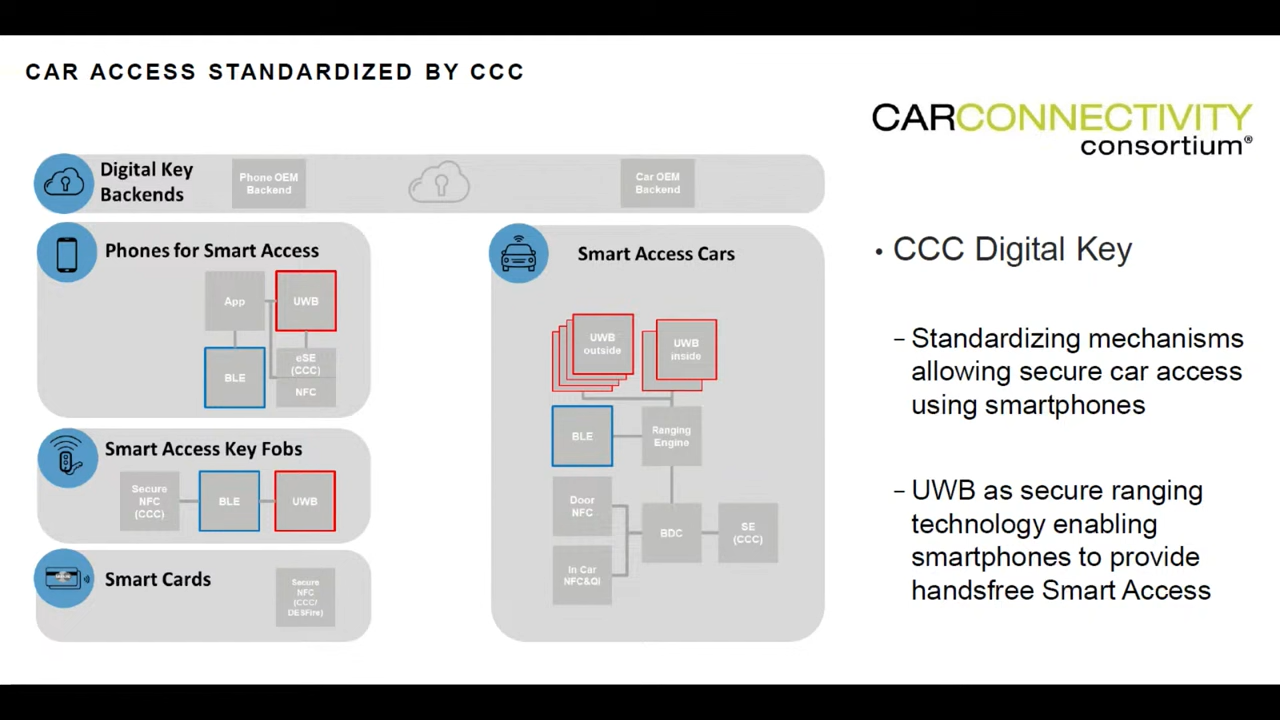 CAR ACCESS STANDARDIZED BY CCC
CARCONNECTIVITY
consortium®
Digital Key
Backends
Phone OEM
Backend
Car OEM
Backend
Phones for Smart Access
App
UWB
BLE
eSE
(CCC)
NFC
Smart Access Key Fobs
Secure
NFC
(CCC)
BLE
UWB
Smart Cards
Secure
NFC
(CCC/
DESFire)
Smart Access Cars
UWB
outside
UWB
inside
BLE
Ranging
Engine
Door
NFC
BDC
SE
(CCC)
In Car
NFC&QI
• CCC Digital Key
– Standardizing mechanisms
allowing secure car access
using smartphones
– UWB as secure ranging
technology enabling
smartphones to provide
handsfree Smart Access